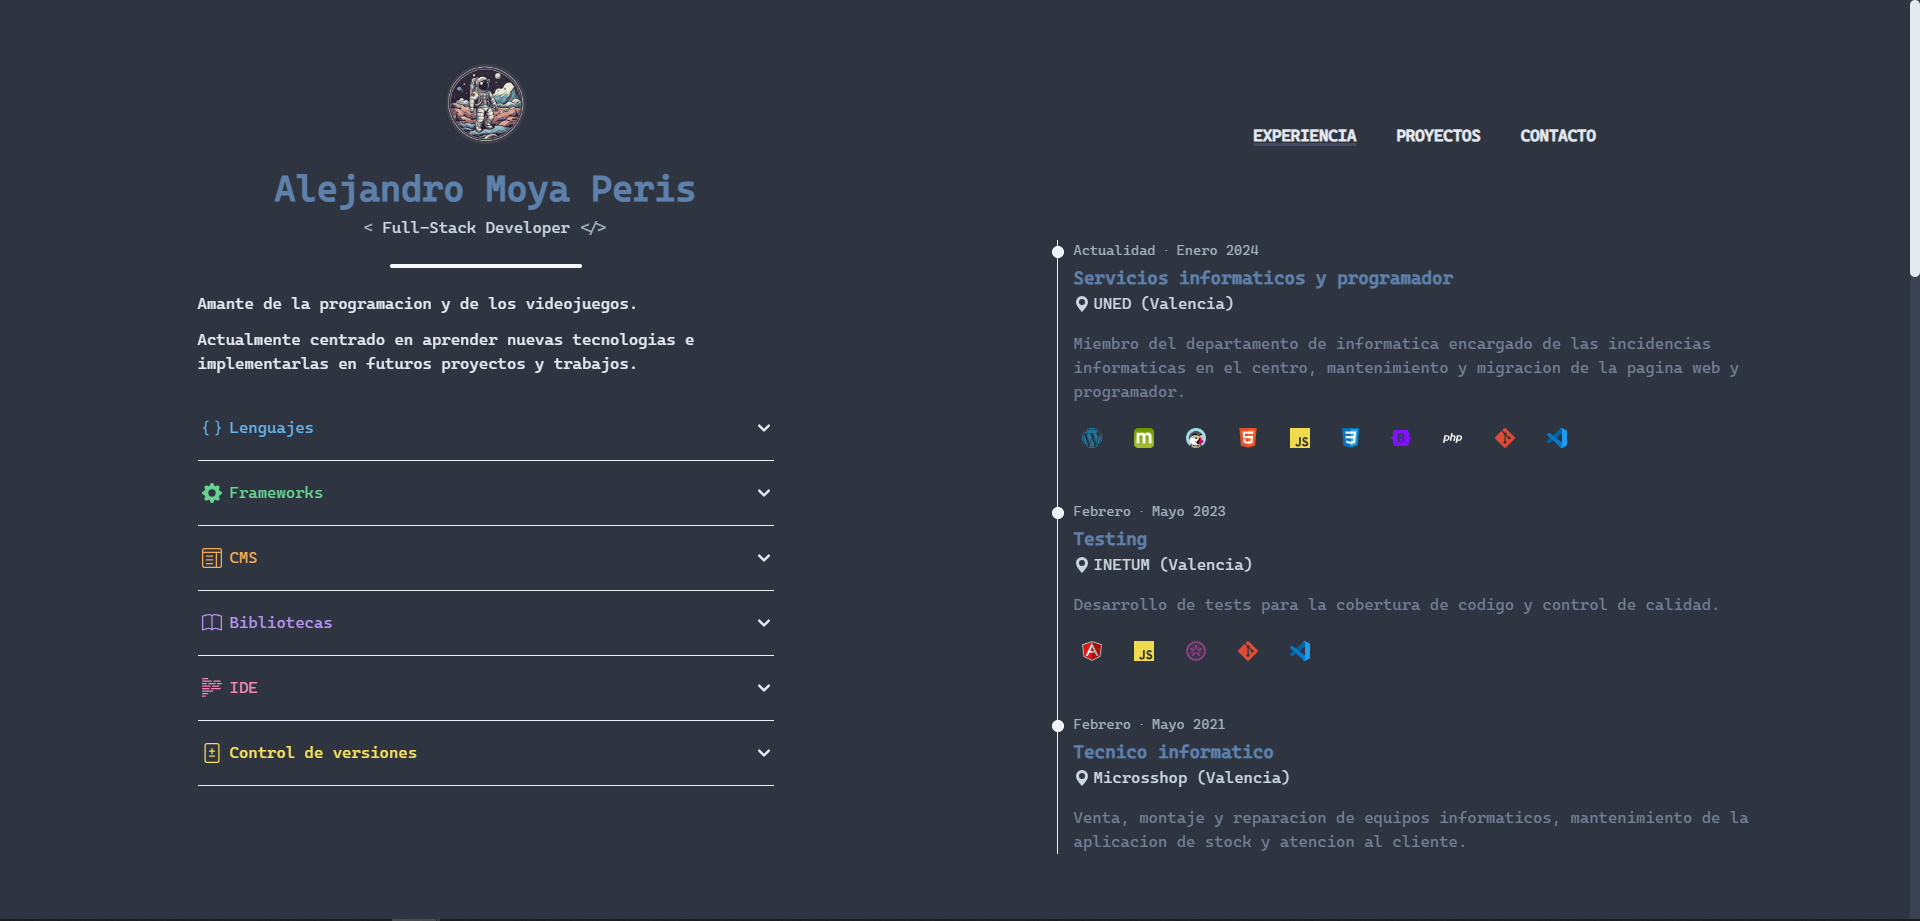 Alejandro Moya Peris
< Full-Stack Developer </>
Amante de la programacion y de los videojuegos.
Actualmente centrado en aprender nuevas tecnologias e
implementarlas en futuros proyectos y trabajos.
{} Lenguajes
Frameworks
CMS
Bibliotecas
IDE
Control de versiones
EXPERIENCIA PROYECTOS CONTACTO
Actualidad · Enero 2024
Servicios informaticos y programador
UNED (Valencia)
Miembro del departamento de informatica encargado de las incidencias
informaticas en el centro, mantenimiento y migracion de la pagina web y
programador.
m 5 JS 3 B php
Febrero · Mayo 2023
Testing
INETUM (Valencia)
Desarrollo de tests para la cobertura de codigo y control de calidad.
A JS
Febrero · Mayo 2021
Tecnico informatico
Microsshop (Valencia)
Venta, montaje y reparacion de equipos informaticos, mantenimiento de la
aplicacion de stock y atencion al cliente.